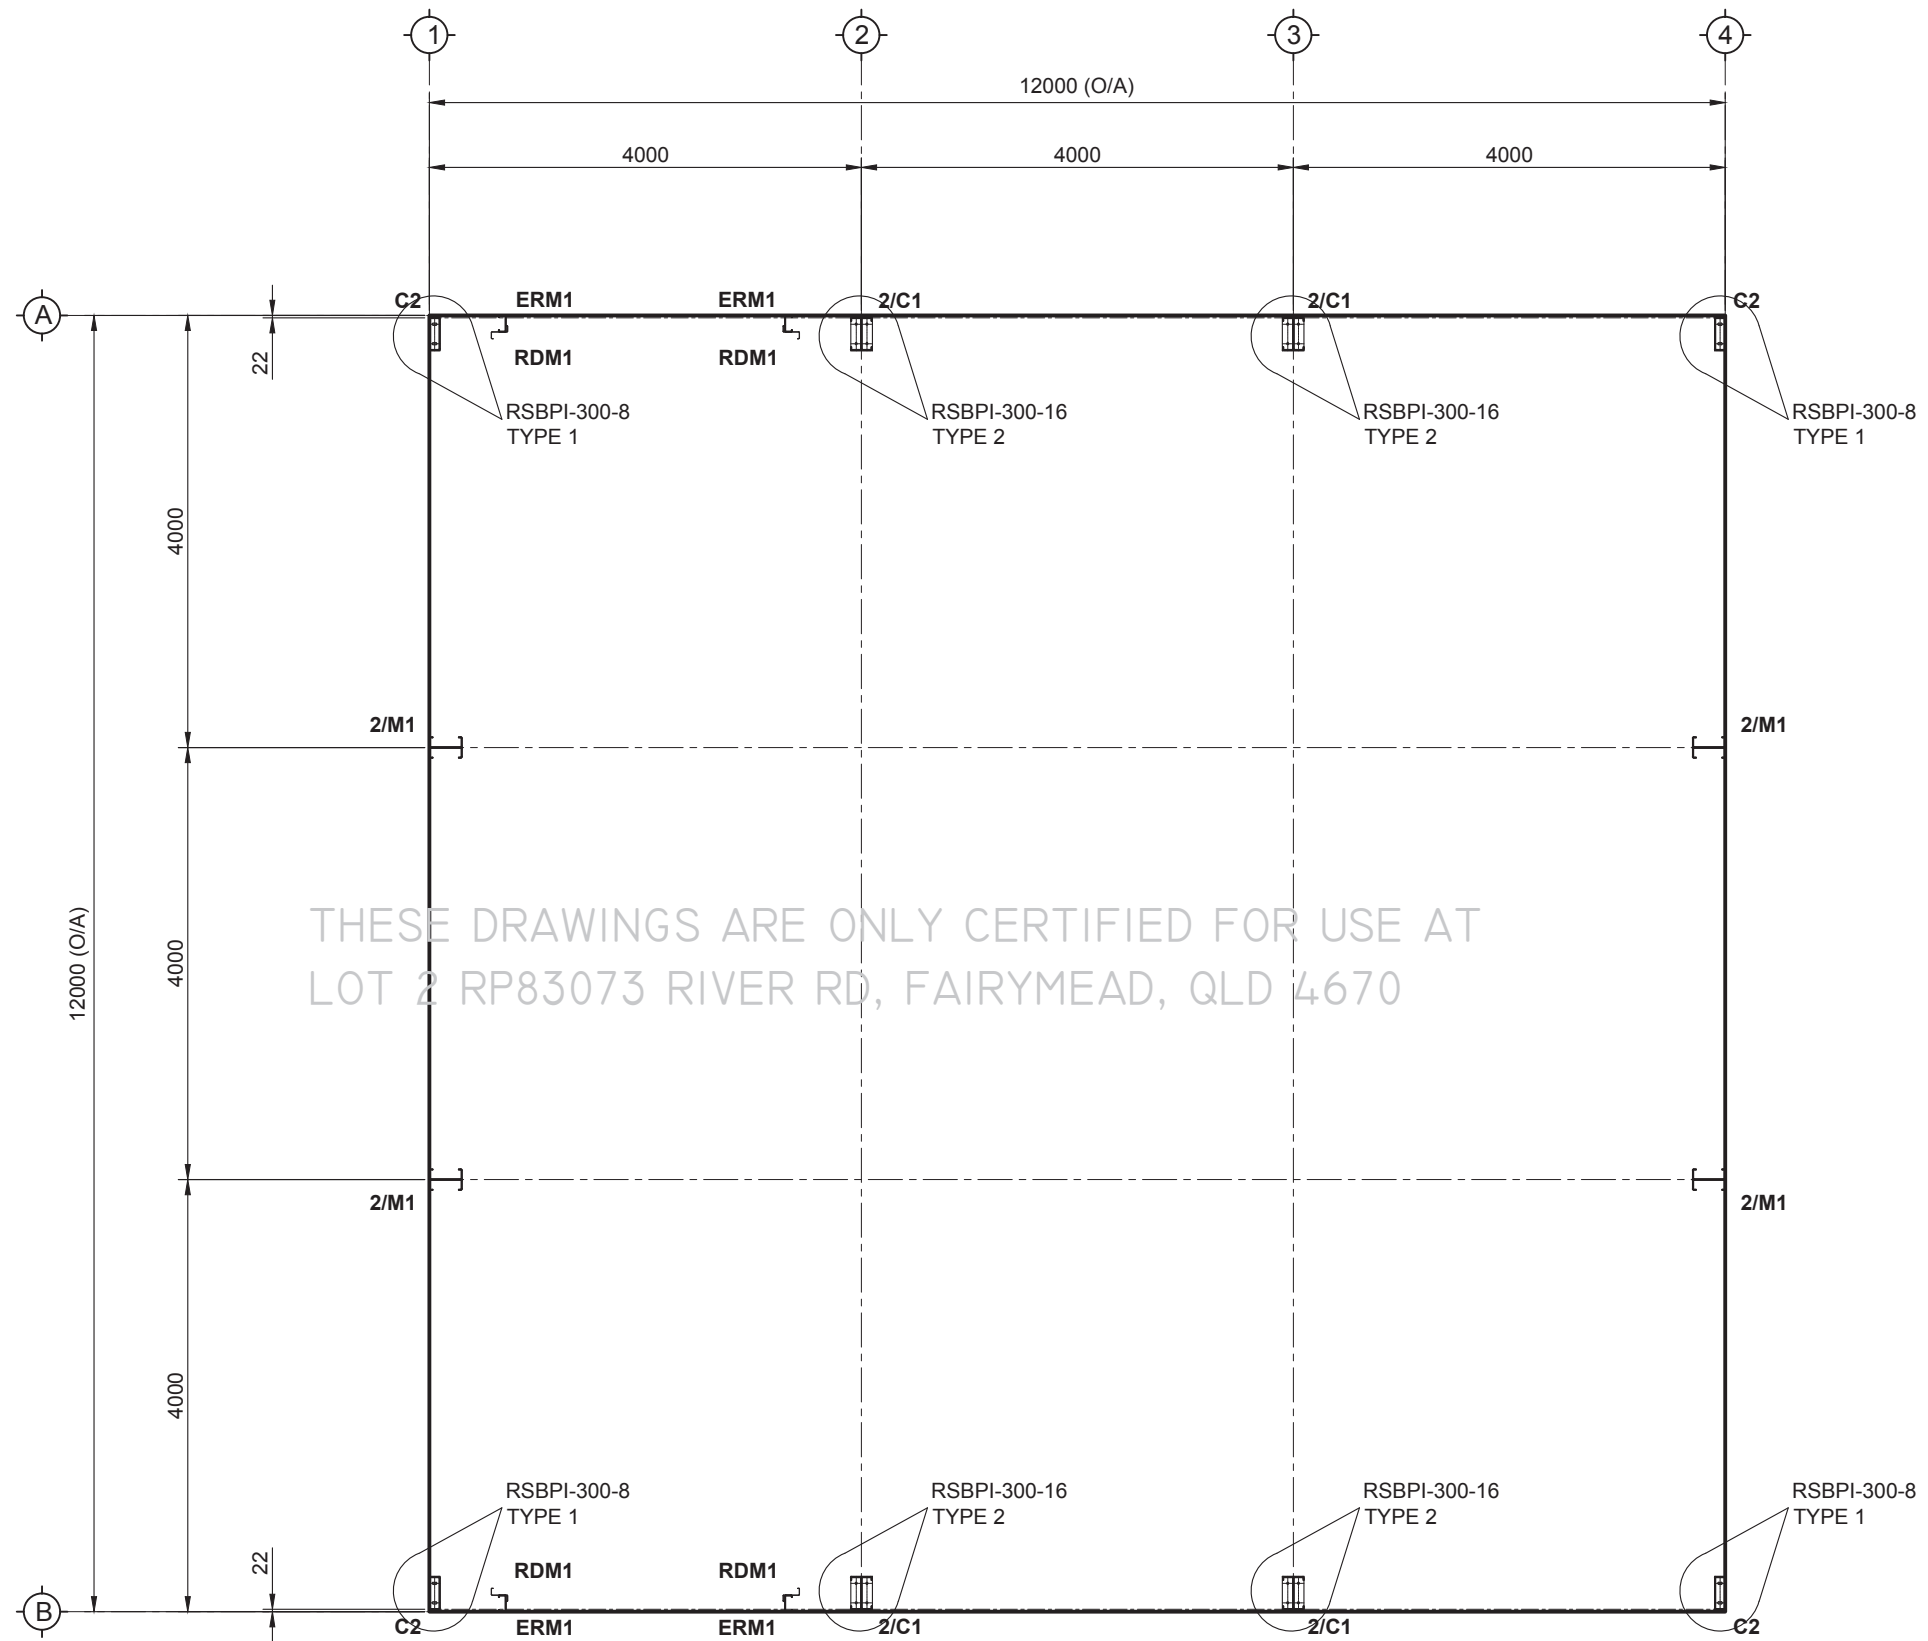 1 2 3 4
12000 (O/A)
4000 4000 4000
C2 ERM1 ERM1 2/C1 2/C1 C2
A
22
RDM1 RDM1
RSBPI-300-8 RSBPI-300-16 RSBPI-300-16 RSBPI-300-8
TYPE 1 TYPE 2 TYPE 2 TYPE 1
4000
2/M1 2/M1
12000 (O/A)
4000
THESE DRAWINGS ARE ONLY CERTIFIED FOR USE AT
LOT 2 RP83073 RIVER RD, FAIRYMEAD, QLD 4670
2/M1 2/M1
4000
RSBPI-300-8 RSBPI-300-16 RSBPI-300-16 RSBPI-300-8
TYPE 1 TYPE 2 TYPE 2 TYPE 1
22
RDM1 RDM1
B
C2 ERM1 ERM1 2/C1 2/C1 C2